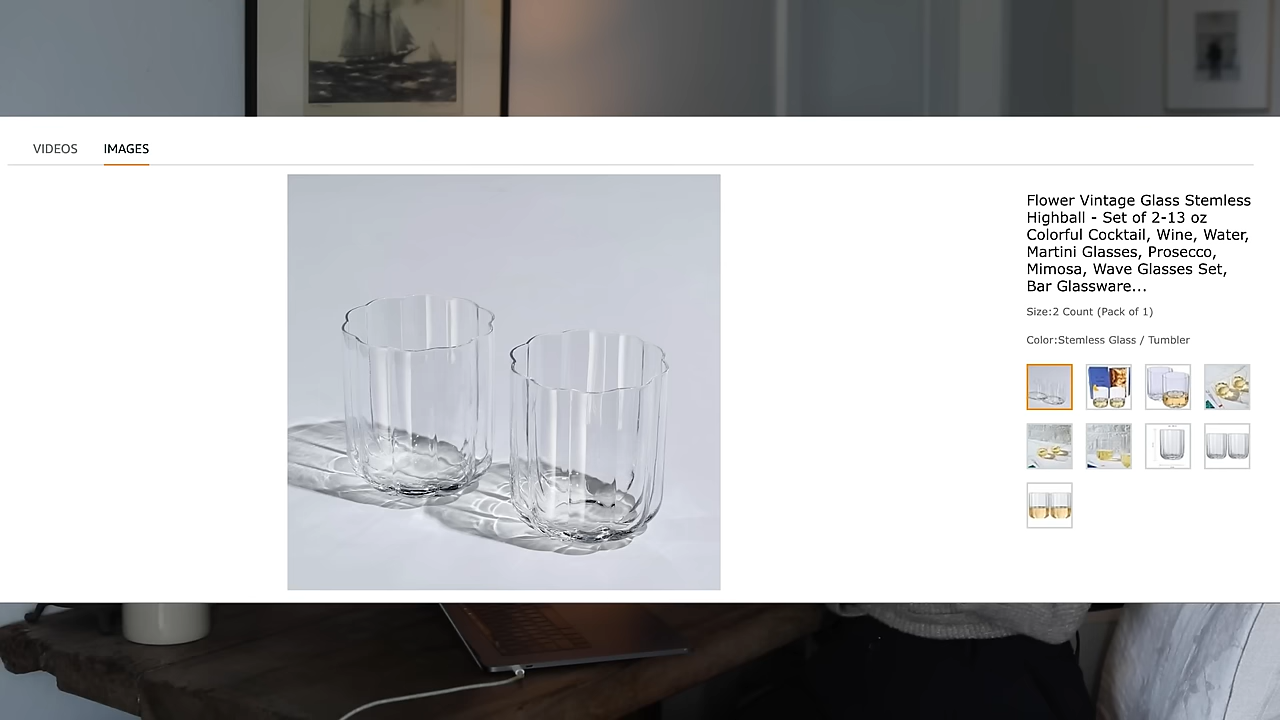 VIDEOS
IMAGES
Flower Vintage Glass Stemless
Highball - Set of 2-13 oz
Colorful Cocktail, Wine, Water,
Martini Glasses, Prosecco,
Mimosa, Wave Glasses Set,
Bar Glassware...
Size:2 Count (Pack of 1)
Color:Stemless Glass / Tumbler